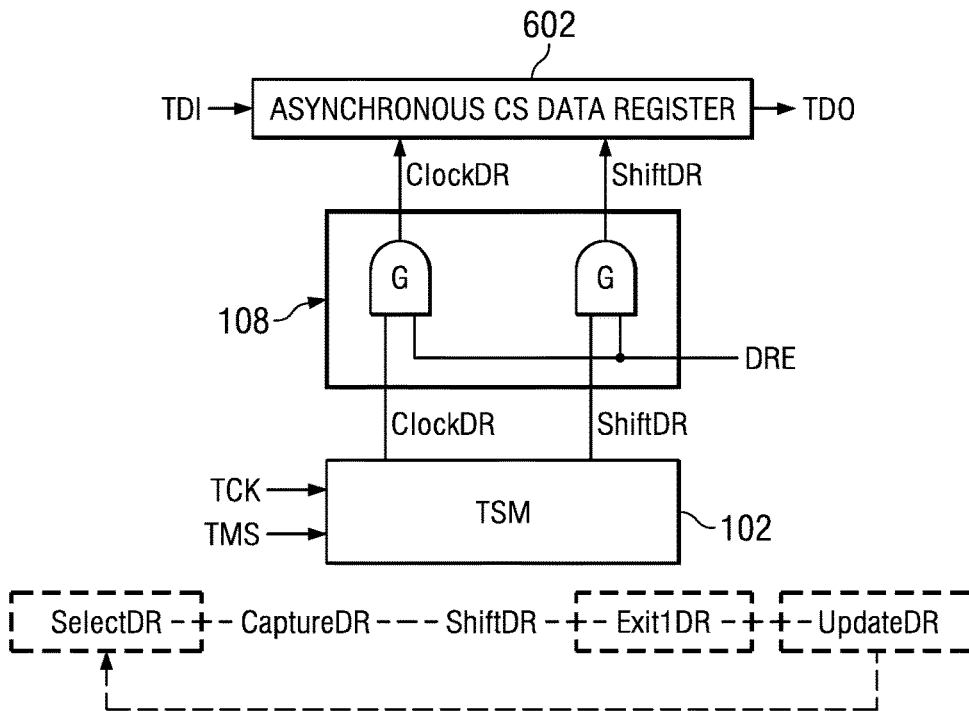 602
TDI ASYNCHRONOUS CS DATA REGISTER TDO
ClockDR ShiftDR
G G
108
DRE
ClockDR ShiftDR
TCK
TSM
TMS
102
SelectDR CaptureDR ShiftDR Exit1DR UpdateDR